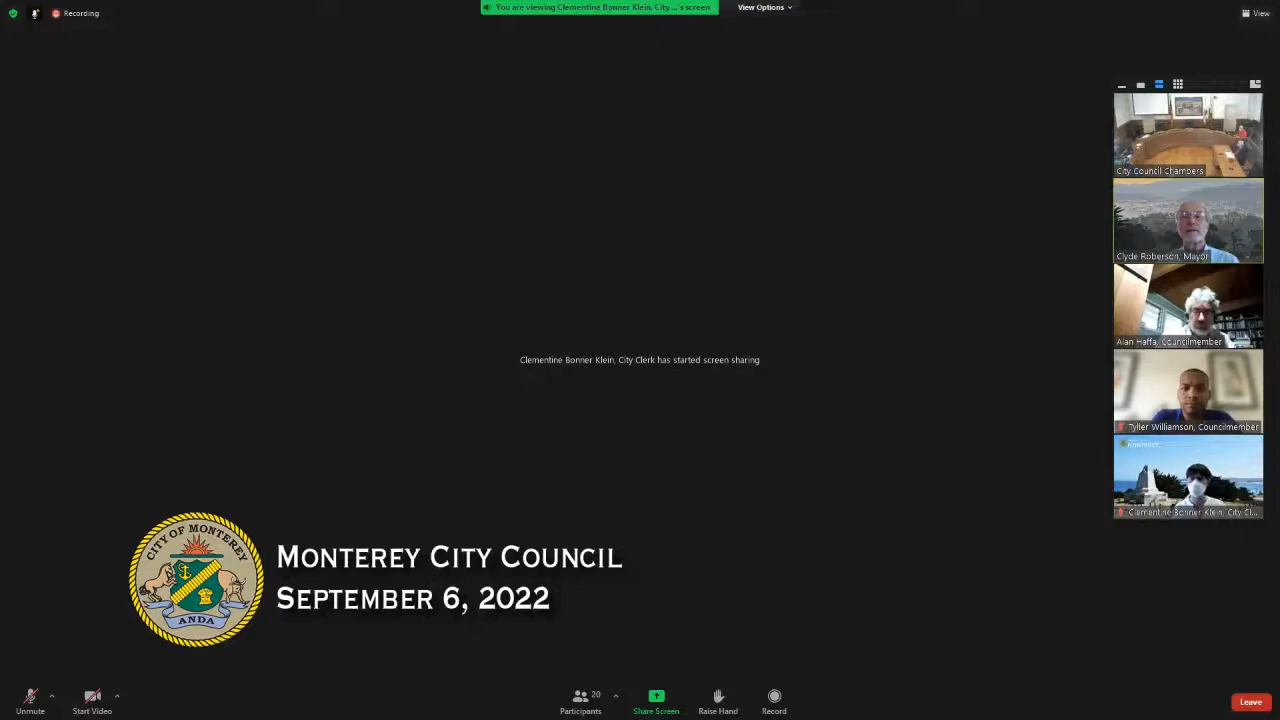 Recording
You are viewing Clementine Bonner Klein, City ...'s screen
View Options
View
City Council Chambers
Clyde Roberson, Mayor
Alan Haffa, Councilmember
Clementine Bonner Klein, City Clerk has started screen sharing
Tyller Williamson, Councilmember
MONTEREY
Clementine Bonner Klein, City Cl...
CITY OF MONTEREY
ANDA
MONTEREY CITY COUNCIL
SEPTEMBER 6, 2022
Unmute
Start Video
20
Participants
Share Screen
Raise Hand
Record
Leave